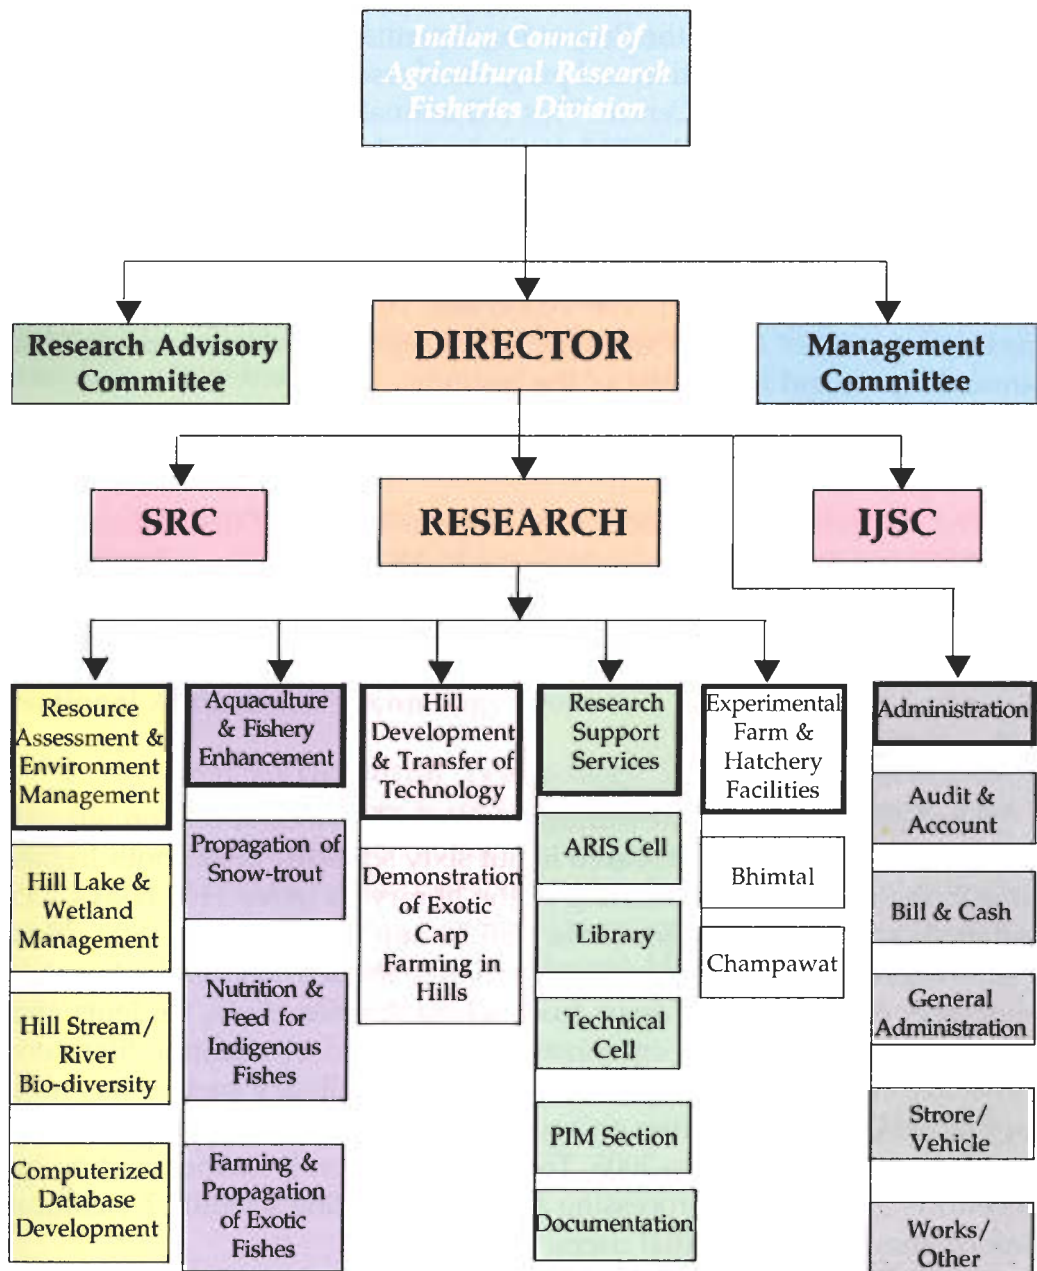 Indian Council of
Agricultural Research
Fisheries Division
Research Advisory
Committee
DIRECTOR
Management
Committee
SRC
RESEARCH
IJSC
Resource
Assessment &
Environment
Management
Hill Lake &
Wetland
Management
Hill Stream/
River
Bio-diversity
Computerized
Database
Development
Aquaculture
& Fishery
Enhancement
Propagation of
Snow-trout
Nutrition &
Feed for
Indigenous
Fishes
Farming &
Propagation
of Exotic
Fishes
Hill
Development
& Transfer of
Technology
Demonstration
of Exotic
Carp
Farming in
Hills
Research
Support
Services
ARIS Cell
Library
Technical
Cell
PIM Section
Documentation
Experimental
Farm &
Hatchery
Facilities
Bhimtal
Champawat
Administration
Audit &
Account
Bill & Cash
General
Administration
Strore/
Vehicle
Works/
Other